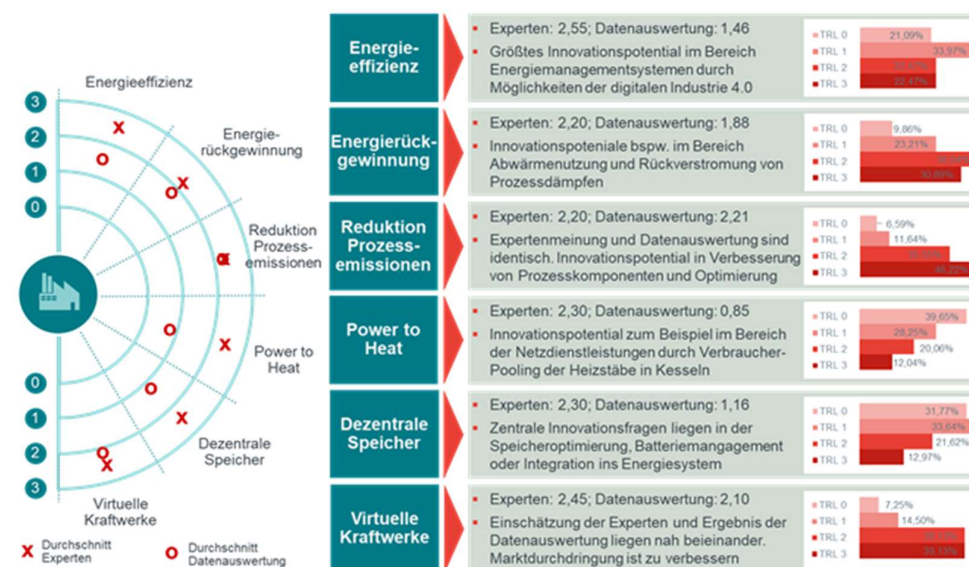 Energieeffizienz
Energie-
rückgewinnung
Reduktion
Prozess-
emissionen
Power to
Heat
Dezentrale
Speicher
Virtuelle
Kraftwerke
3
2
1
0
0
1
2
3
x Durchschnitt
Experten
o Durchschnitt
Datenauswertung
Energie-
effizienz
▪ Experten: 2,55; Datenauswertung: 1,46
▪ Größtes Innovationspotential im Bereich
Energiemanagementsystemen durch
Möglichkeiten der digitalen Industrie 4.0
TRL 0 21,09%
TRL 1 33,97%
TRL 2
TRL 3 22,47%
Energierück-
gewinnung
▪ Experten: 2,20; Datenauswertung: 1,88
▪ Innovationspoteniale bspw. im Bereich
Abwärmenutzung und Rückverstromung von
Prozessdämpfen
TRL 0 9,86%
TRL 1 23,21%
TRL 2
TRL 3 30,89%
Reduktion
Prozess-
emissionen
▪ Experten: 2,20; Datenauswertung: 2,21
▪ Expertenmeinung und Datenauswertung sind
identisch. Innovationspotential in Verbesserung
von Prozesskomponenten und Optimierung
TRL 0 6,59%
TRL 1 11,64%
TRL 2
TRL 3 46,22%
Power to
Heat
▪ Experten: 2,30; Datenauswertung: 0,85
▪ Innovationspotential zum Beispiel im Bereich
der Netzdienstleistungen durch Verbraucher-
Pooling der Heizstäbe in Kesseln
TRL 0 39,65%
TRL 1 28,25%
TRL 2 20,06%
TRL 3 12,04%
Dezentrale
Speicher
▪ Experten: 2,30; Datenauswertung: 1,16
▪ Zentrale Innovationsfragen liegen in der
Speicheroptimierung, Batteriemangagement
oder Integration ins Energiesystem
TRL 0 31,77%
TRL 1 33,64%
TRL 2 21,62%
TRL 3 12,97%
Virtuelle
Kraftwerke
▪ Experten: 2,45; Datenauswertung: 2,10
▪ Einschätzung der Experten und Ergebnis der
Datenauswertung liegen nah beieinander.
Marktdurchdringung ist zu verbessern
TRL 0 7,25%
TRL 1 14,50%
TRL 2
TRL 3 39,13%